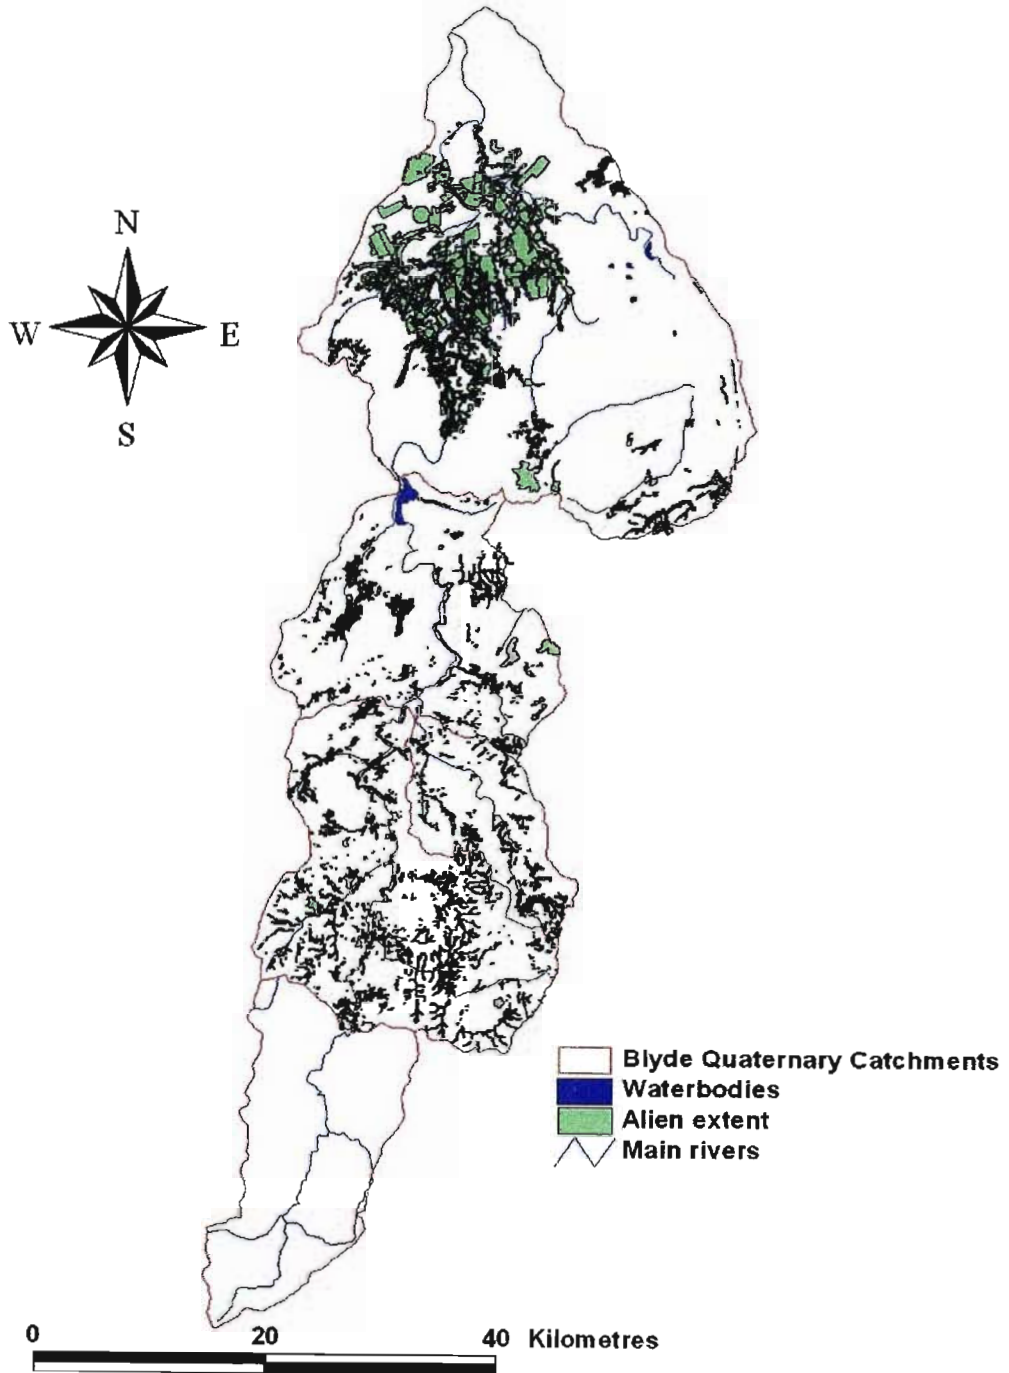 N
W E
S
Blyde Quaternary Catchments
Waterbodies
Alien extent
Main rivers
0 20 40 Kilometres